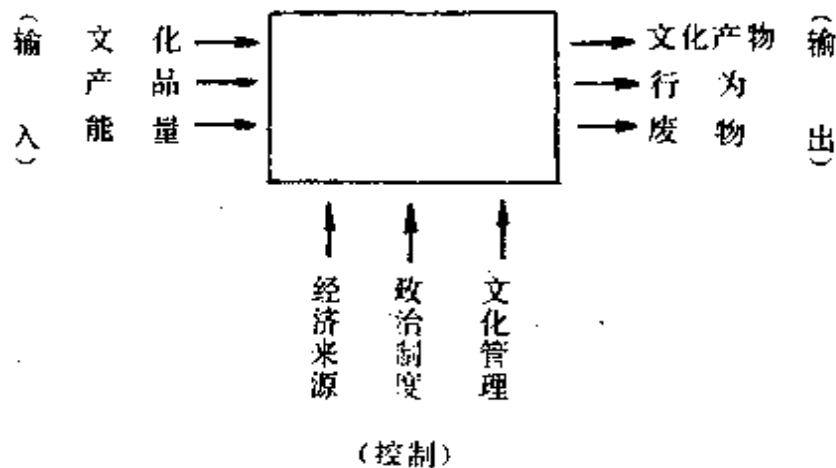 (输入)
文化
产品
能量
文化产物
行为
废物
(输出)
经济来源
政治制度
文化管理
(控制)